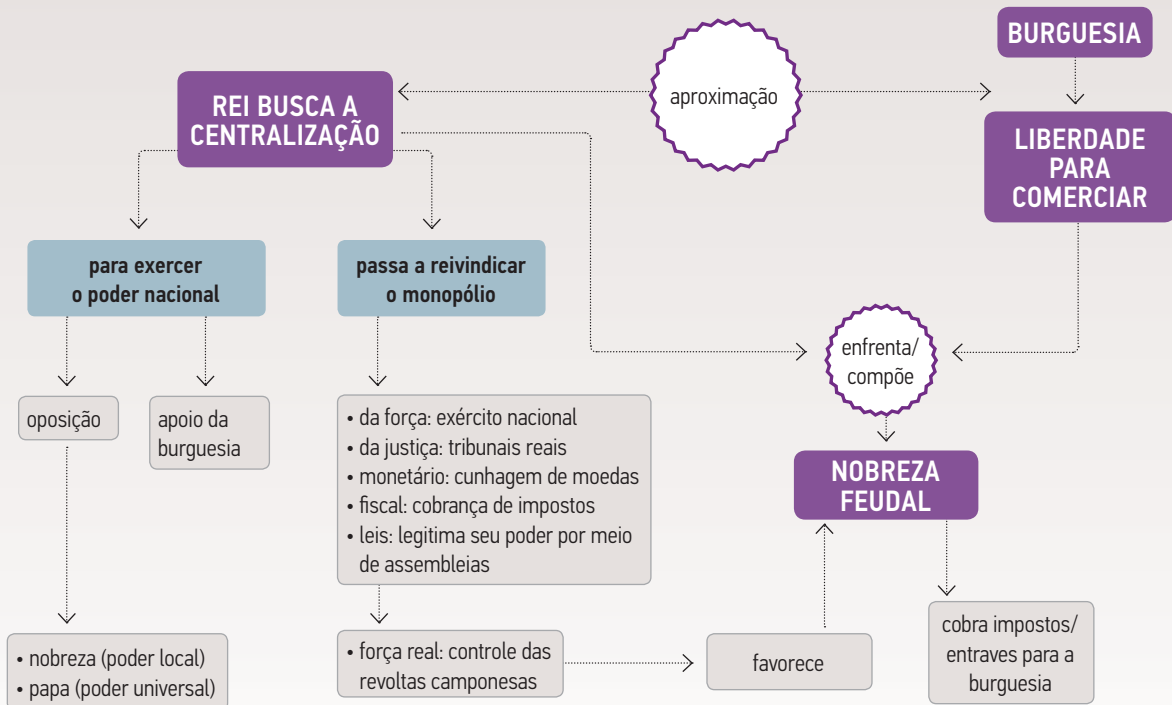 BURGUESIA
aproximação
REI BUSCA A
CENTRALIZAÇÃO
LIBERDADE
PARA
COMERCIAR
para exercer
o poder nacional
passa a reivindicar
o monopólio
enfrenta/
compõe
oposição
apoio da
burguesia
• da força: exército nacional
• da justiça: tribunais reais
• monetário: cunhagem de moedas
• fiscal: cobrança de impostos
• leis: legitima seu poder por meio
de assembleias
NOBREZA
FEUDAL
• nobreza (poder local)
• papa (poder universal)
• força real: controle das
revoltas camponesas
favorece
cobra impostos/
entraves para a
burguesia